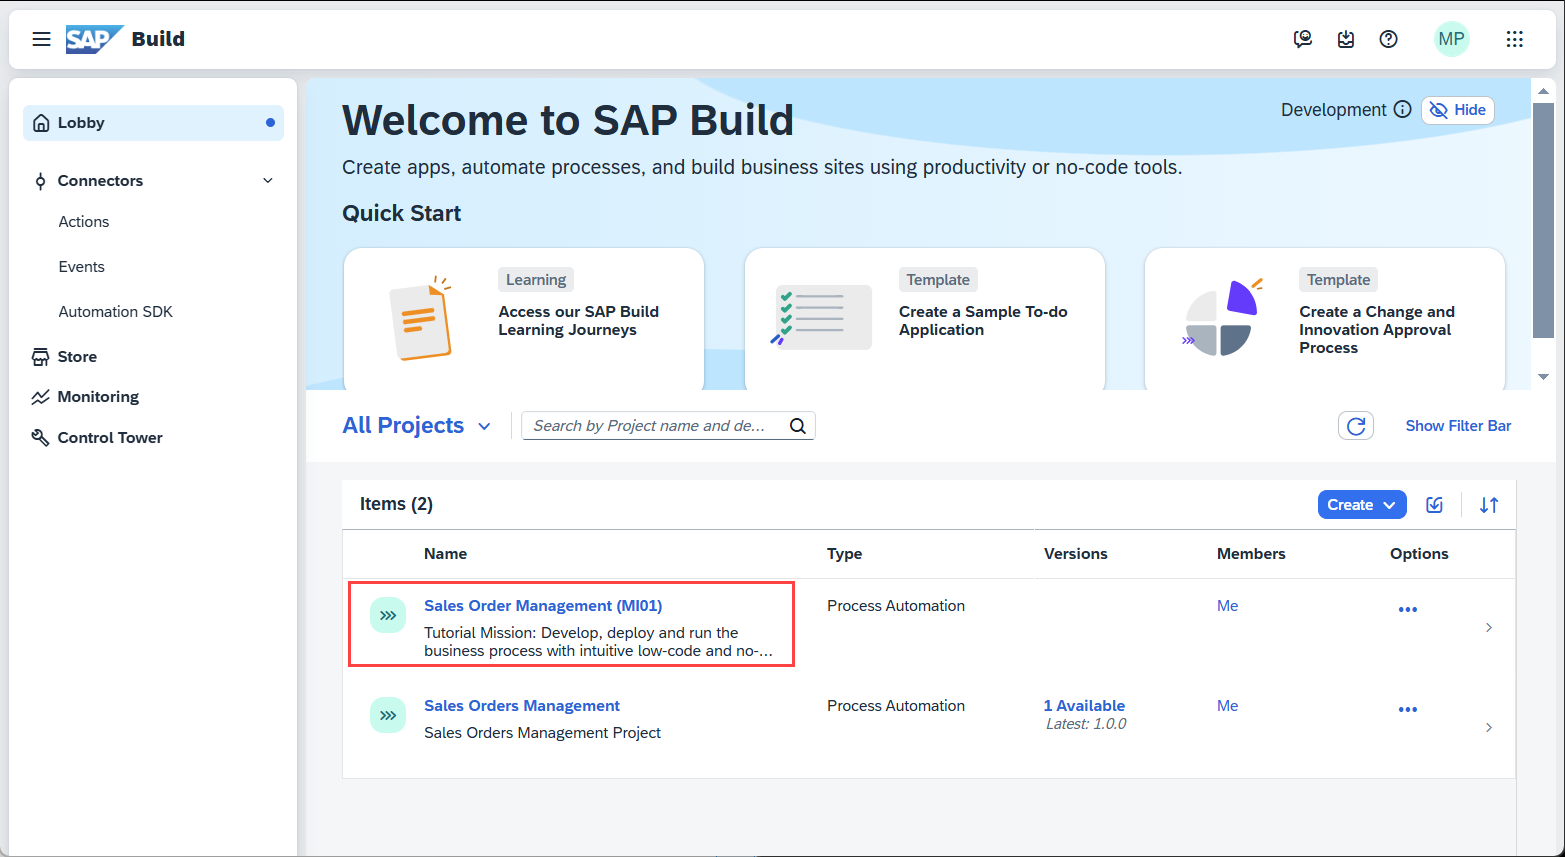 SAP Build
MP
Lobby
Connectors
Actions
Events
Automation SDK
Store
Monitoring
Control Tower
Welcome to SAP Build
Development
Hide
Create apps, automate processes, and build business sites using productivity or no-code tools.
Quick Start
Learning
Access our SAP Build
Learning Journeys
Template
Create a Sample To-do
Application
Template
Create a Change and
Innovation Approval
Process
All Projects
Search by Project name and de...
Show Filter Bar
Items (2)
Create
Name Type Versions Members Options
Sales Order Management (MI01) Process Automation Me
Tutorial Mission: Develop, deploy and run the
business process with intuitive low-code and no-...
Sales Orders Management Process Automation 1 Available Me
Latest: 1.0.0
Sales Orders Management Project